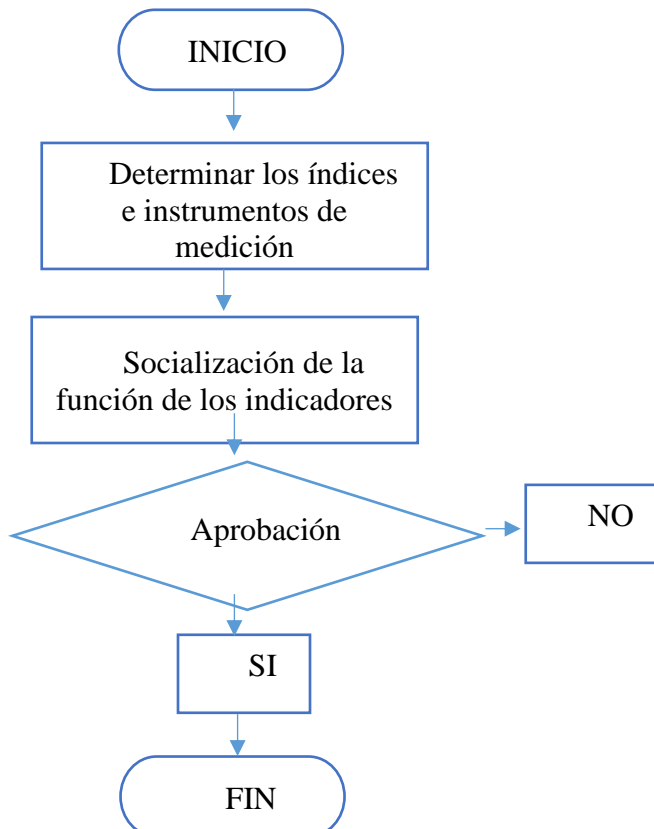 INICIO
Determinar los índices
e instrumentos de
medición
Socialización de la
función de los indicadores
Aprobación
NO
SI
FIN